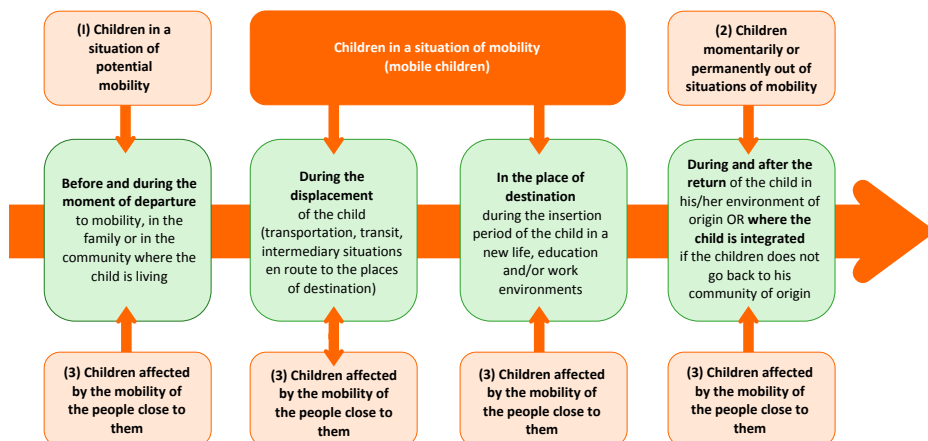 (I) Children in a
situation of
potential
mobility
Children in a situation of mobility
(mobile children)
(2) Children
momentarily or
permanently out of
situations of mobility
Before and during the
moment of departure
to mobility, in the
family or in the
community where the
child is living
During the
displacement
of the child
(transportation, transit,
intermediary situations
en route to the places
of destination)
In the place of
destination
during the insertion
period of the child in a
new life, education
and/or work
environments
During and after the
return of the child in
his/her environment of
origin OR where the
child is integrated
if the children does not
go back to his
community of origin
(3) Children affected
by the mobility of
the people close to
them
(3) Children affected
by the mobility of
the people close to
them
(3) Children affected
by the mobility of
the people close to
them
(3) Children affected
by the mobility of
the people close to
them